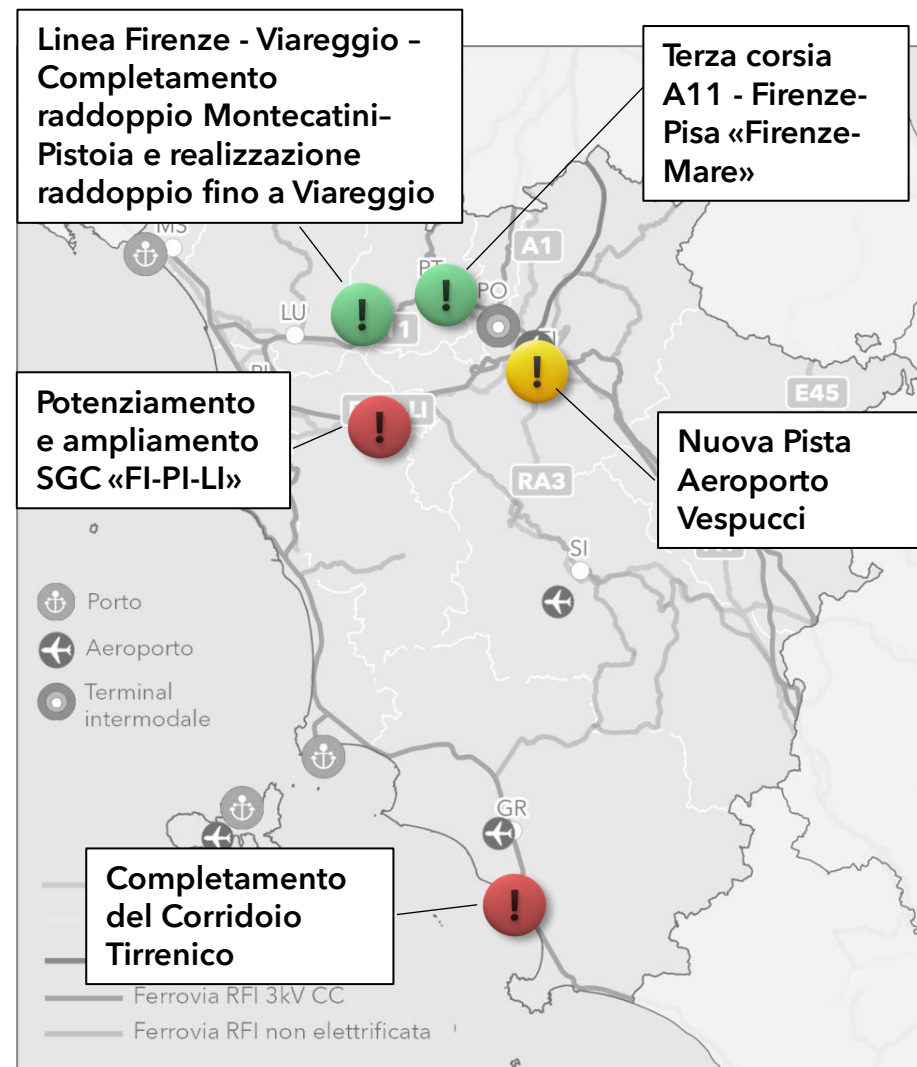 Linea Firenze - Viareggio –
Completamento
raddoppio Montecatini–
Pistoia e realizzazione
raddoppio fino a Viareggio
Terza corsia
A11 - Firenze-
Pisa «Firenze-
Mare»
MS
A1
PT
PO
LU
Potenziamento
e ampliamento
SGC «FI-PI-LI»
E45
Nuova Pista
Aeroporto
Vespucci
RA3
SI
Porto
Aeroporto
Terminal
intermodale
GR
Completamento
del Corridoio
Tirrenico
Ferrovia RFI 3kV CC
Ferrovia RFI non elettrificata